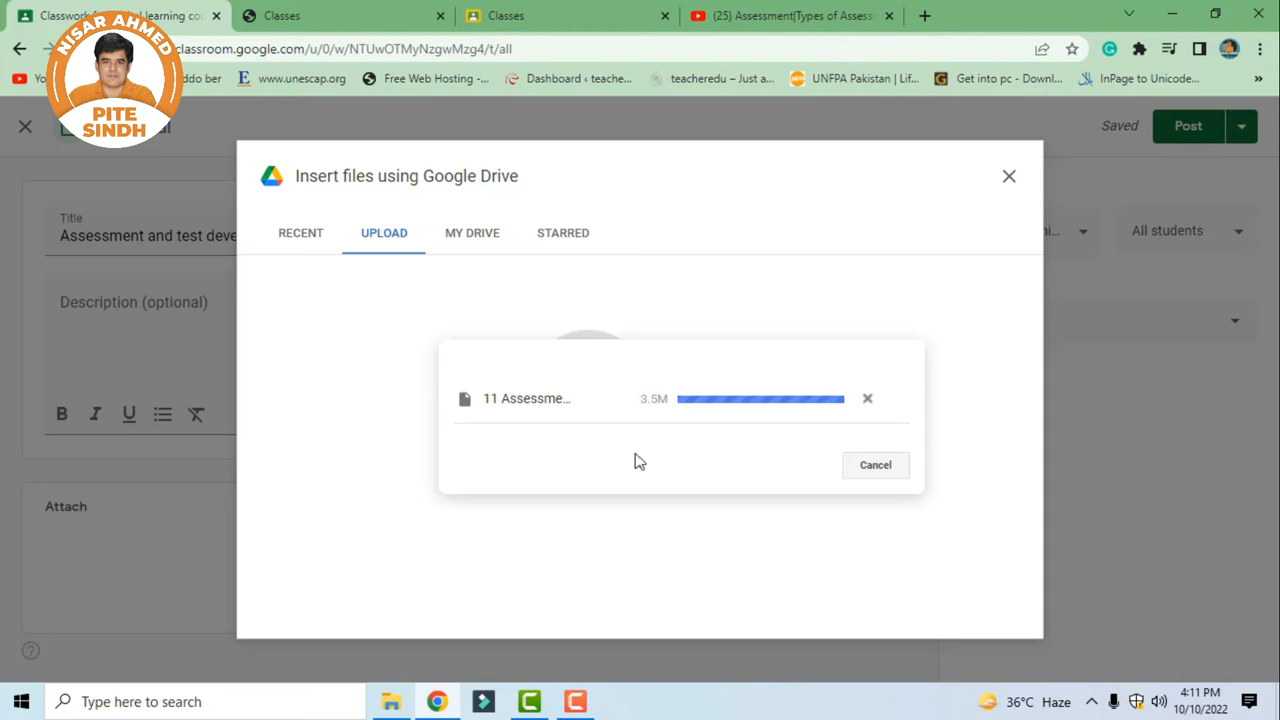 Classwork
Classes
Classes
(25) Assessment|Types of Assess
classroom.google.com/u/0/w/NTUwOTMyNzgwMzg4/t/all
www.unescap.org
Free Web Hosting -...
Dashboard ‹ teache...
teacheredu – Just a...
UNFPA Pakistan | Lif...
Get into pc - Downl...
InPage to Unicode...
»
NISAR AHMED
PITE
SINDH
Saved
Post
Insert files using Google Drive
RECENT
UPLOAD
MY DRIVE
STARRED
Title
Assessment and test deve
All students
Description (optional)
11 Assessme...
3.5M
B I U
Cancel
Attach
Type here to search
36°C Haze
4:11 PM
10/10/2022